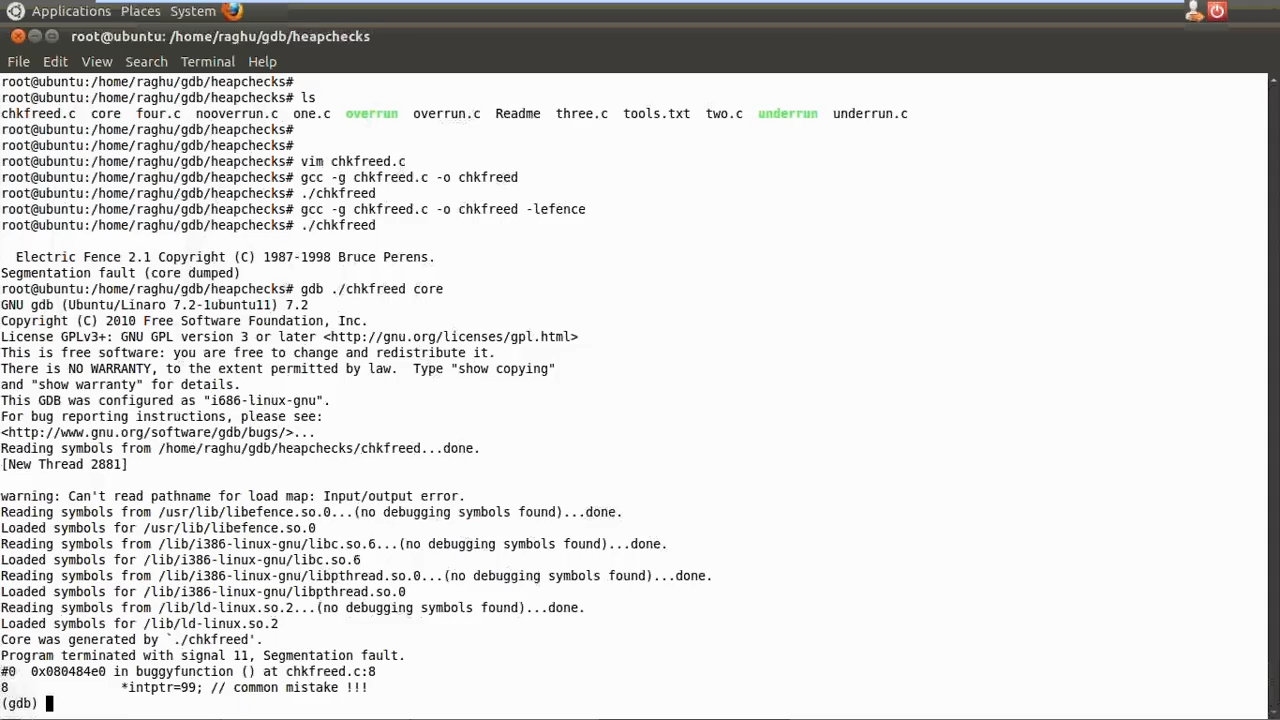 Applications Places System
root@ubuntu: /home/raghu/gdb/heapchecks
File Edit View Search Terminal Help
root@ubuntu:/home/raghu/gdb/heapchecks#
root@ubuntu:/home/raghu/gdb/heapchecks# ls
chkfreed.c core four.c nooverrun.c one.c overrun overrun.c Readme three.c tools.txt two.c underrun underrun.c
root@ubuntu:/home/raghu/gdb/heapchecks#
root@ubuntu:/home/raghu/gdb/heapchecks#
root@ubuntu:/home/raghu/gdb/heapchecks# vim chkfreed.c
root@ubuntu:/home/raghu/gdb/heapchecks# gcc -g chkfreed.c -o chkfreed
root@ubuntu:/home/raghu/gdb/heapchecks# ./chkfreed
root@ubuntu:/home/raghu/gdb/heapchecks# gcc -g chkfreed.c -o chkfreed -lefence
root@ubuntu:/home/raghu/gdb/heapchecks# ./chkfreed
Electric Fence 2.1 Copyright (C) 1987-1998 Bruce Perens.
Segmentation fault (core dumped)
root@ubuntu:/home/raghu/gdb/heapchecks# gdb ./chkfreed core
GNU gdb (Ubuntu/Linaro 7.2-1ubuntu11) 7.2
Copyright (C) 2010 Free Software Foundation, Inc.
License GPLv3+: GNU GPL version 3 or later <http://gnu.org/licenses/gpl.html>
This is free software: you are free to change and redistribute it.
There is NO WARRANTY, to the extent permitted by law.  Type "show copying"
and "show warranty" for details.
This GDB was configured as "i686-linux-gnu".
For bug reporting instructions, please see:
<http://www.gnu.org/software/gdb/bugs/>...
Reading symbols from /home/raghu/gdb/heapchecks/chkfreed...done.
[New Thread 2881]
warning: Can't read pathname for load map: Input/output error.
Reading symbols from /usr/lib/libefence.so.0...(no debugging symbols found)...done.
Loaded symbols for /usr/lib/libefence.so.0
Reading symbols from /lib/i386-linux-gnu/libc.so.6...(no debugging symbols found)...done.
Loaded symbols for /lib/i386-linux-gnu/libc.so.6
Reading symbols from /lib/i386-linux-gnu/libpthread.so.0...(no debugging symbols found)...done.
Loaded symbols for /lib/i386-linux-gnu/libpthread.so.0
Reading symbols from /lib/ld-linux.so.2...(no debugging symbols found)...done.
Loaded symbols for /lib/ld-linux.so.2
Core was generated by `./chkfreed'.
Program terminated with signal 11, Segmentation fault.
#0  0x080484e0 in buggyfunction () at chkfreed.c:8
8 *intptr=99; // common mistake !!!
(gdb)